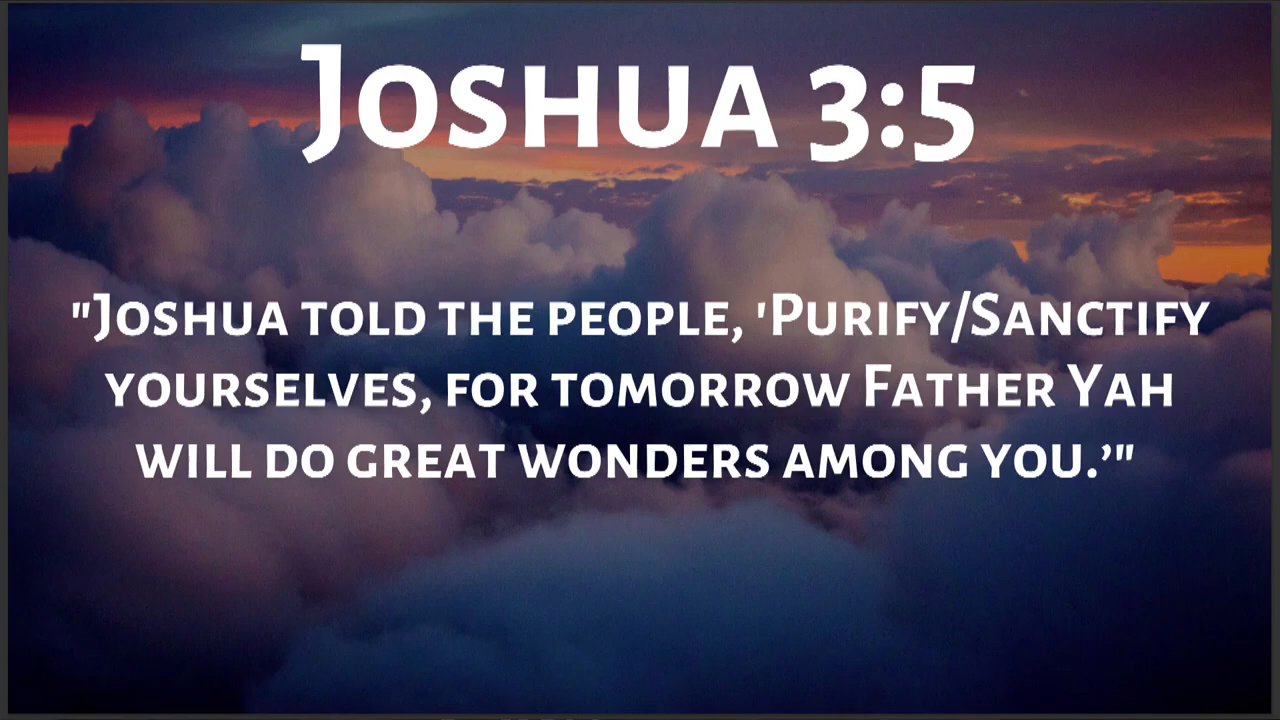 Joshua 3:5
"Joshua told the people, 'Purify/Sanctify
yourselves, for tomorrow Father Yah
will do great wonders among you.’"